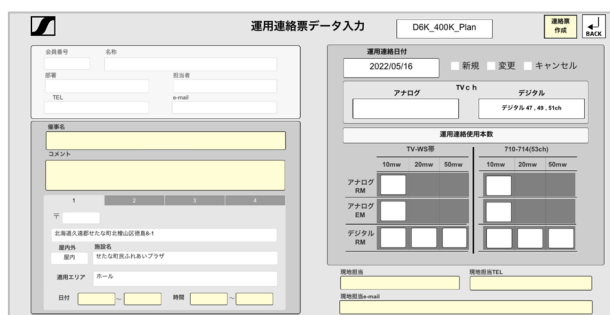 運用連絡票データ入力
D6K_400K_Plan
連絡票
作成
BACK
会員番号
名称
部署
担当者
TEL
e-mail
催事名
コメント
1
2
3
4
〒
北海道久遠郡せたな町北檜山区徳島6-1
屋内外
施設名
屋内
せたな町民ふれあいプラザ
運用エリア
ホール
日付
～
時間
～
運用連絡日付
2022/05/16
新規
変更
キャンセル
TVch
アナログ
デジタル
デジタル 47 , 49 , 51ch
運用連絡使用本数
TV-WS帯
710-714(53ch)
10mw 20mw 50mw
10mw 20mw 50mw
アナログ
RM
アナログ
EM
デジタル
RM
現地担当
現地担当TEL
現地担当e-mail